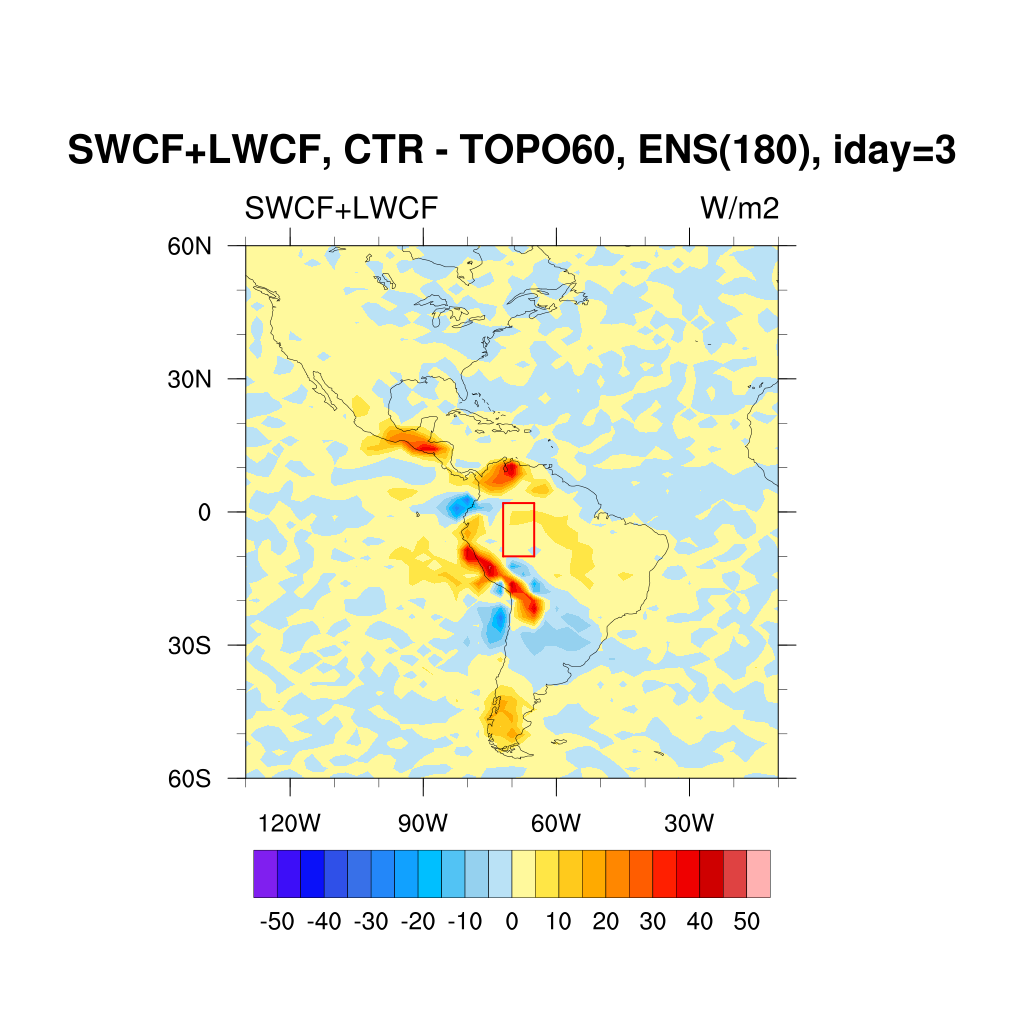 SWCF+LWCF, CTR - TOPO60, ENS(180), iday=3
SWCF+LWCF W/m2
60N
30N
0
30S
60S
120W 90W 60W 30W
-50 -40 -30 -20 -10 0 10 20 30 40 50